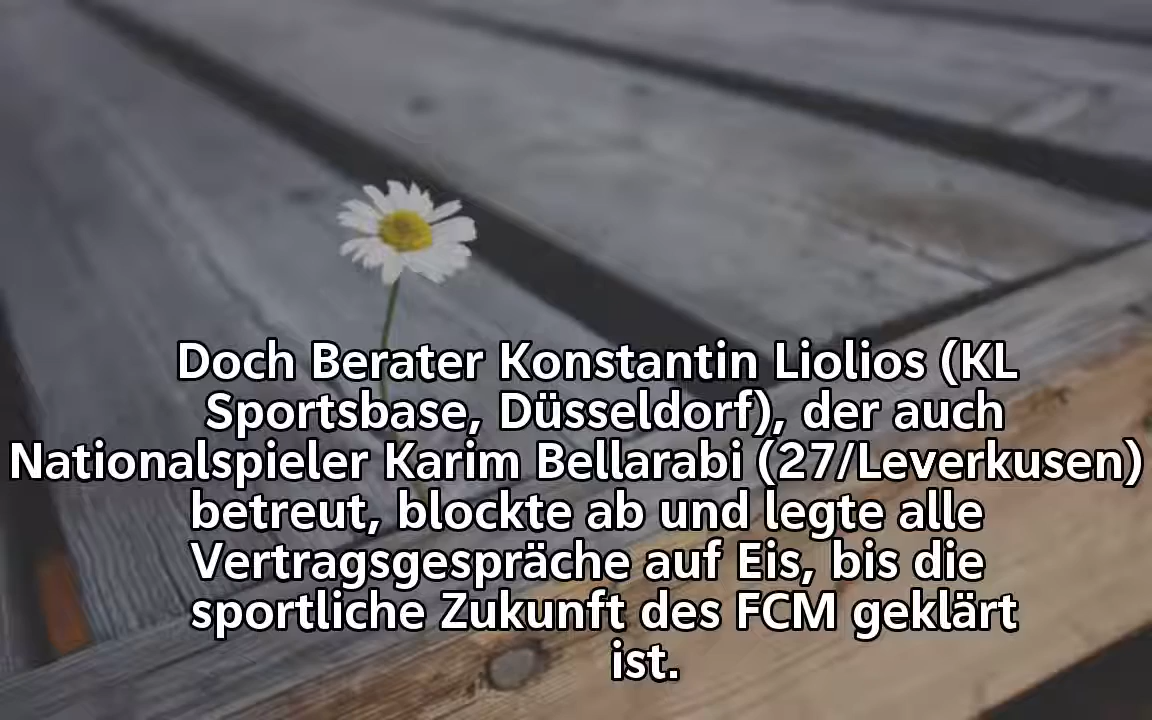 Doch Berater Konstantin Liolios (KL
Sportsbase, Düsseldorf), der auch
Nationalspieler Karim Bellarabi (27/Leverkusen)
betreut, blockte ab und legte alle
Vertragsgespräche auf Eis, bis die
sportliche Zukunft des FCM geklärt
ist.